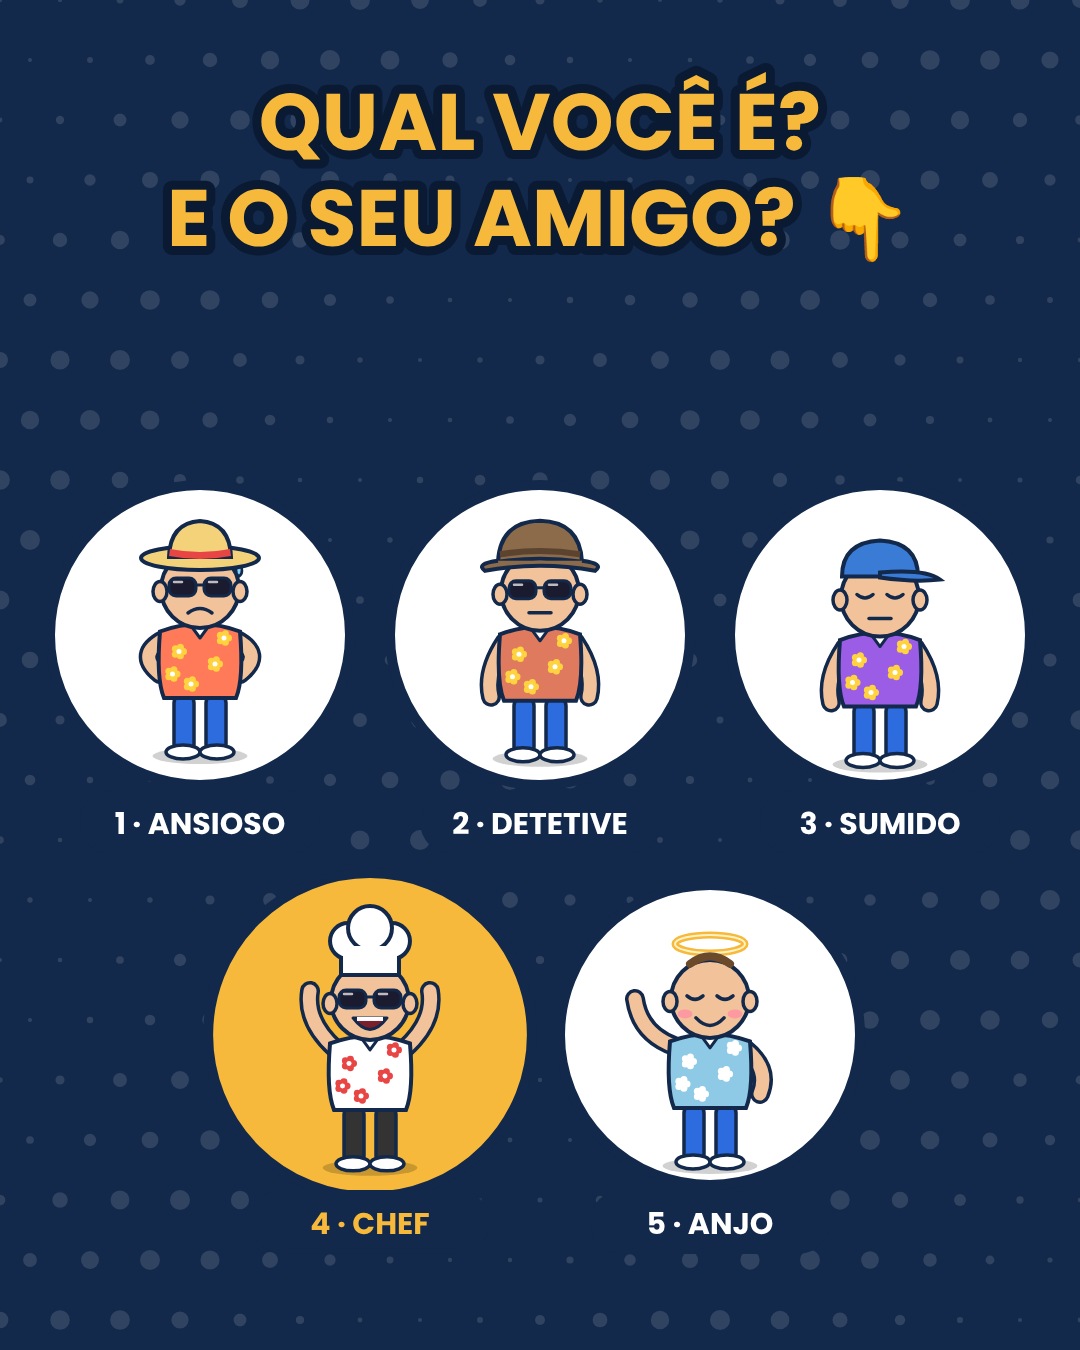 QUAL VOCÊ É?
E O SEU AMIGO? 👇
1 · ANSIOSO
2 · DETETIVE
3 · SUMIDO
4 · CHEF
5 · ANJO